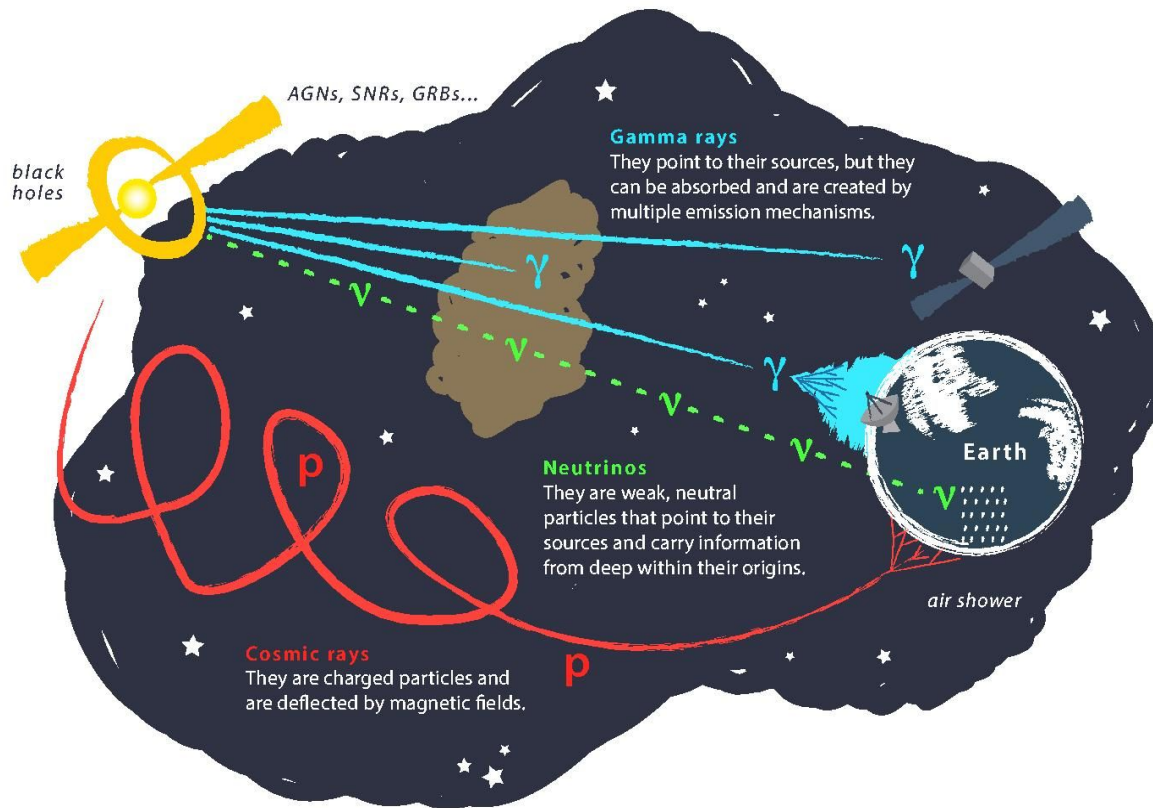 AGNs, SNRs, GRBs...
black
holes
Gamma rays
They point to their sources, but they
can be absorbed and are created by
multiple emission mechanisms.
γ
γ
ν
ν
γ
ν
ν
ν
Earth
p
Neutrinos
They are weak, neutral
particles that point to their
sources and carry information
from deep within their origins.
air shower
p
Cosmic rays
They are charged particles and
are deflected by magnetic fields.